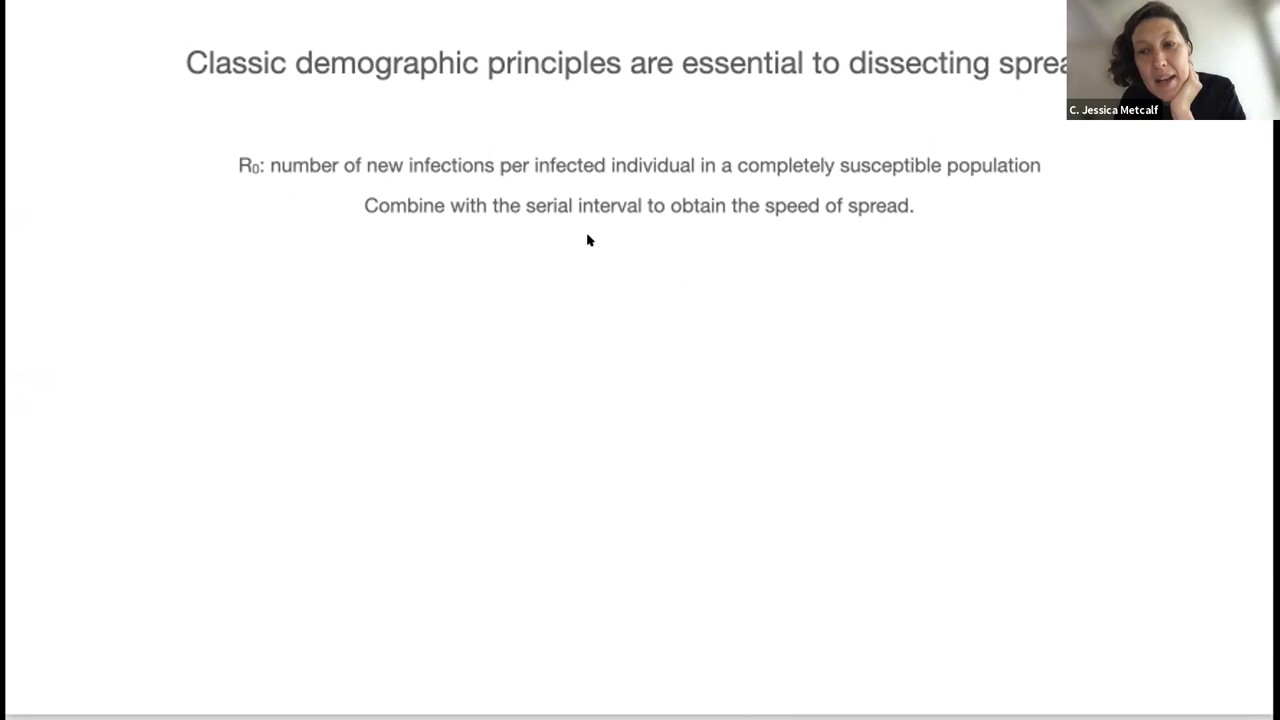 Classic demographic principles are essential to dissecting
C. Jessica Metcalf
R₀: number of new infections per infected individual in a completely susceptible population
Combine with the serial interval to obtain the speed of spread.